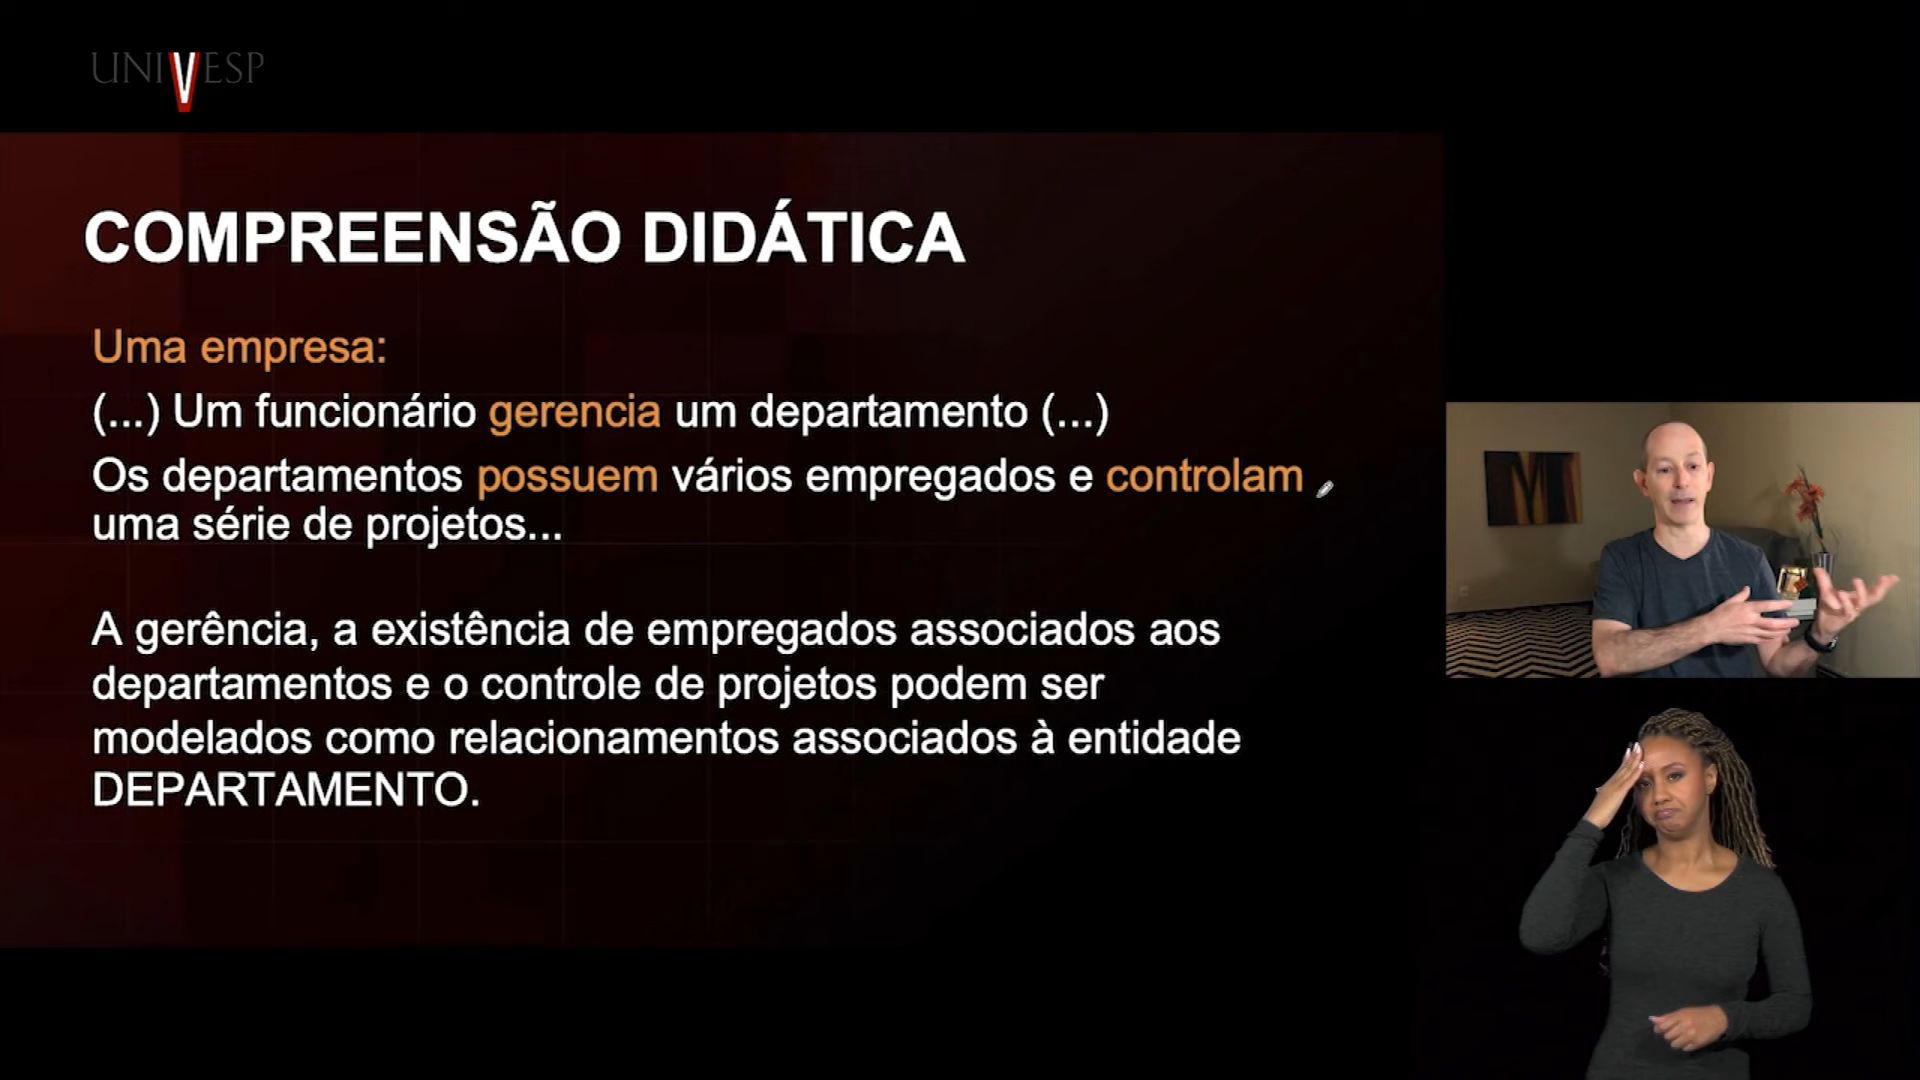 UNIVESP
COMPREENSÃO DIDÁTICA
Uma empresa:
(...) Um funcionário gerencia um departamento (...)
Os departamentos possuem vários empregados e controlam
uma série de projetos...
A gerência, a existência de empregados associados aos
departamentos e o controle de projetos podem ser
modelados como relacionamentos associados à entidade
DEPARTAMENTO.